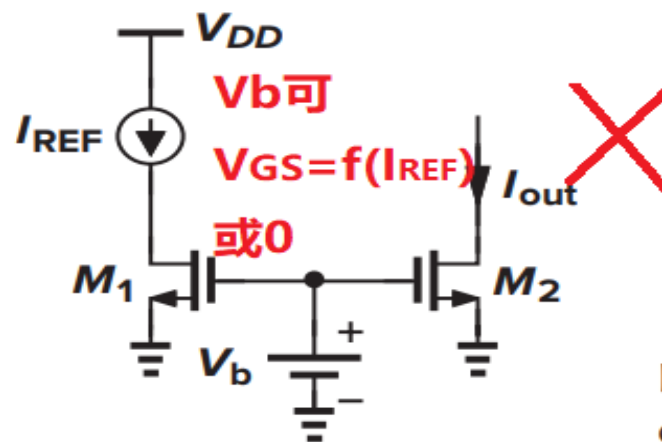 VDD
Vb可
IREF
VGS=f(IREF)
Iout
或0
M1
M2
+
Vb
−